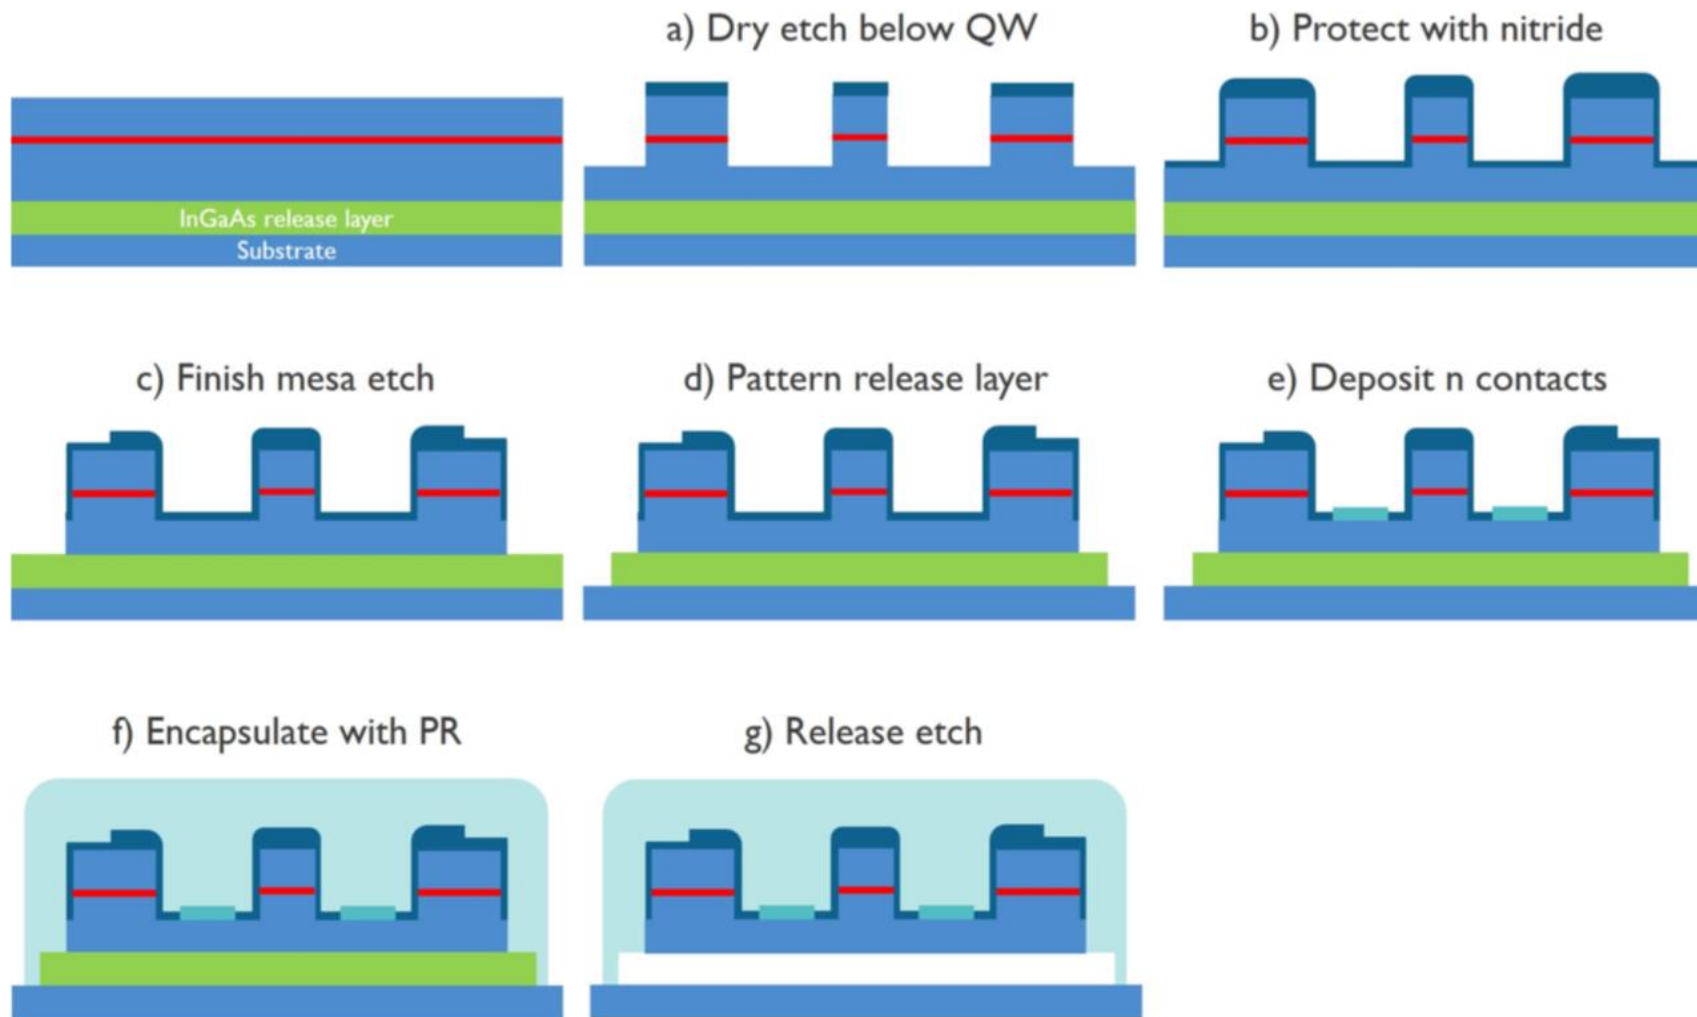 a) Dry etch below QW
b) Protect with nitride
InGaAs release layer
Substrate
c) Finish mesa etch
d) Pattern release layer
e) Deposit n contacts
f) Encapsulate with PR
g) Release etch